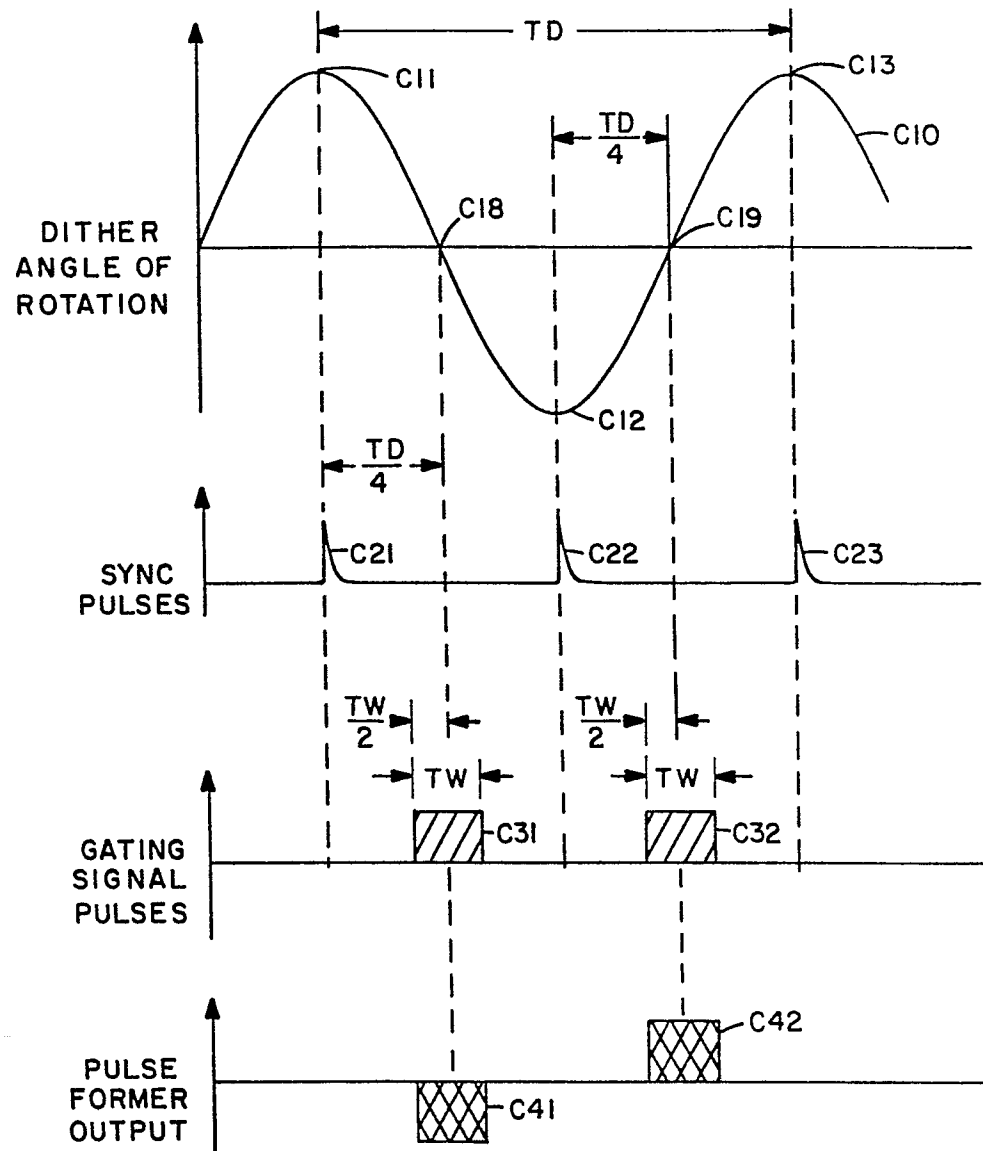 TD
C11
C13
C10
TD
4
C18
C19
DITHER
ANGLE OF
ROTATION
C12
TD
4
C21
C22
C23
SYNC
PULSES
TW
2
TW
2
TW
TW
C31
C32
GATING
SIGNAL
PULSES
C42
PULSE
FORMER
OUTPUT
C41